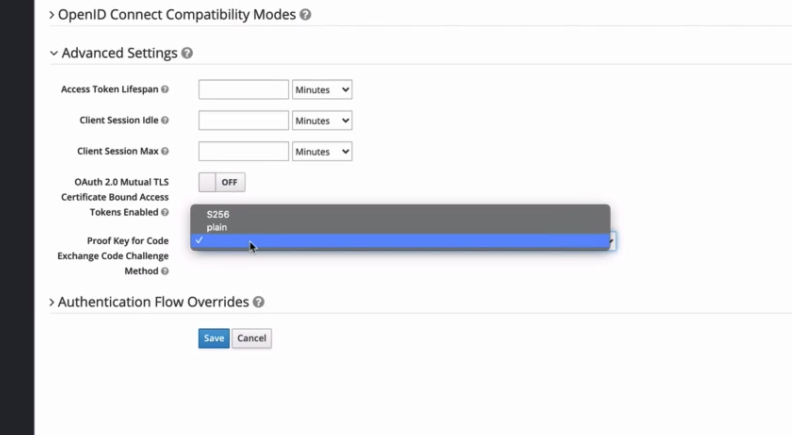 OpenID Connect Compatibility Modes
Advanced Settings
Access Token Lifespan
Minutes
Client Session Idle
Minutes
Client Session Max
Minutes
OAuth 2.0 Mutual TLS
Certificate Bound Access
Tokens Enabled
OFF
S256
plain
Proof Key for Code
Exchange Code Challenge
Method
Authentication Flow Overrides
Save Cancel